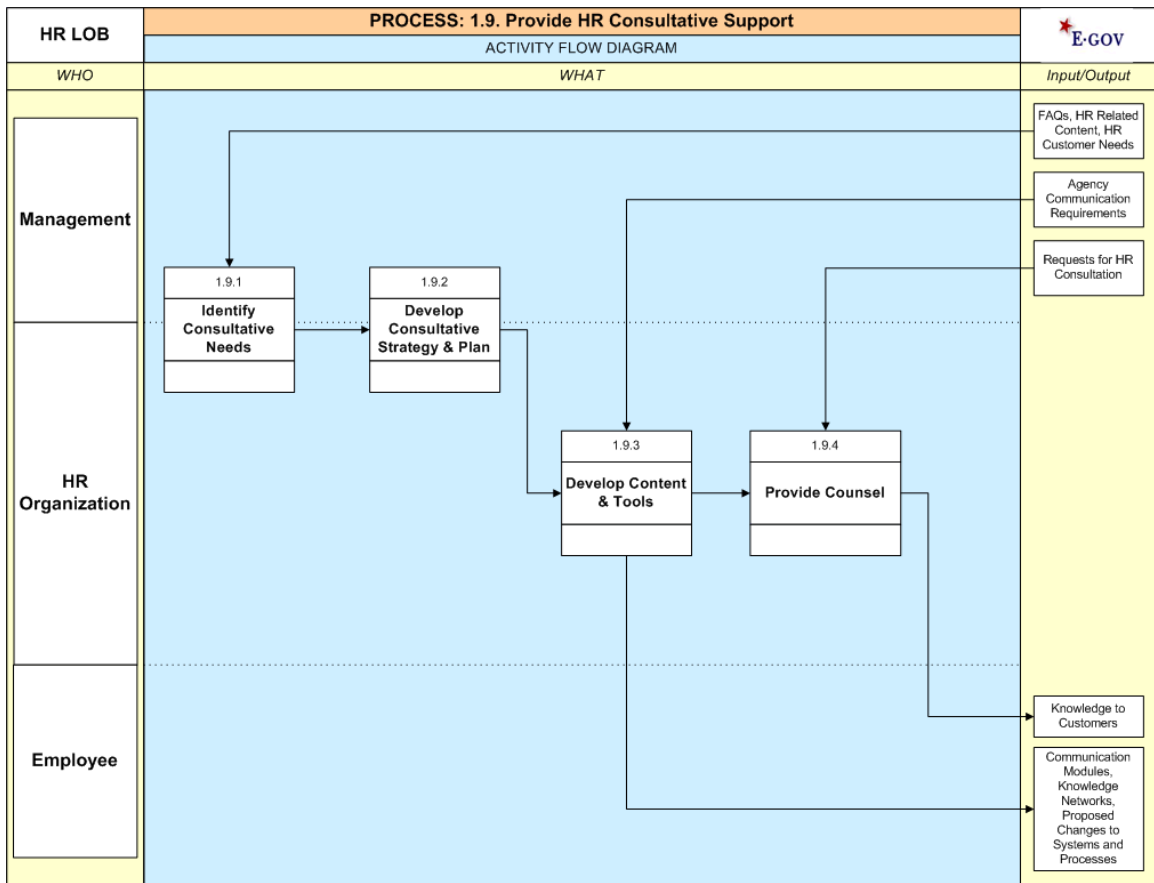 HR LOB
PROCESS: 1.9. Provide HR Consultative Support
ACTIVITY FLOW DIAGRAM
E·GOV
WHO
WHAT
Input/Output
FAQs, HR Related
Content, HR
Customer Needs
Management
Agency
Communication
Requirements
Requests for HR
Consultation
1.9.1
Identify
Consultative
Needs
1.9.2
Develop
Consultative
Strategy & Plan
HR
Organization
1.9.3
Develop Content
& Tools
1.9.4
Provide Counsel
Employee
Knowledge to
Customers
Communication
Modules,
Knowledge
Networks,
Proposed
Changes to
Systems and
Processes